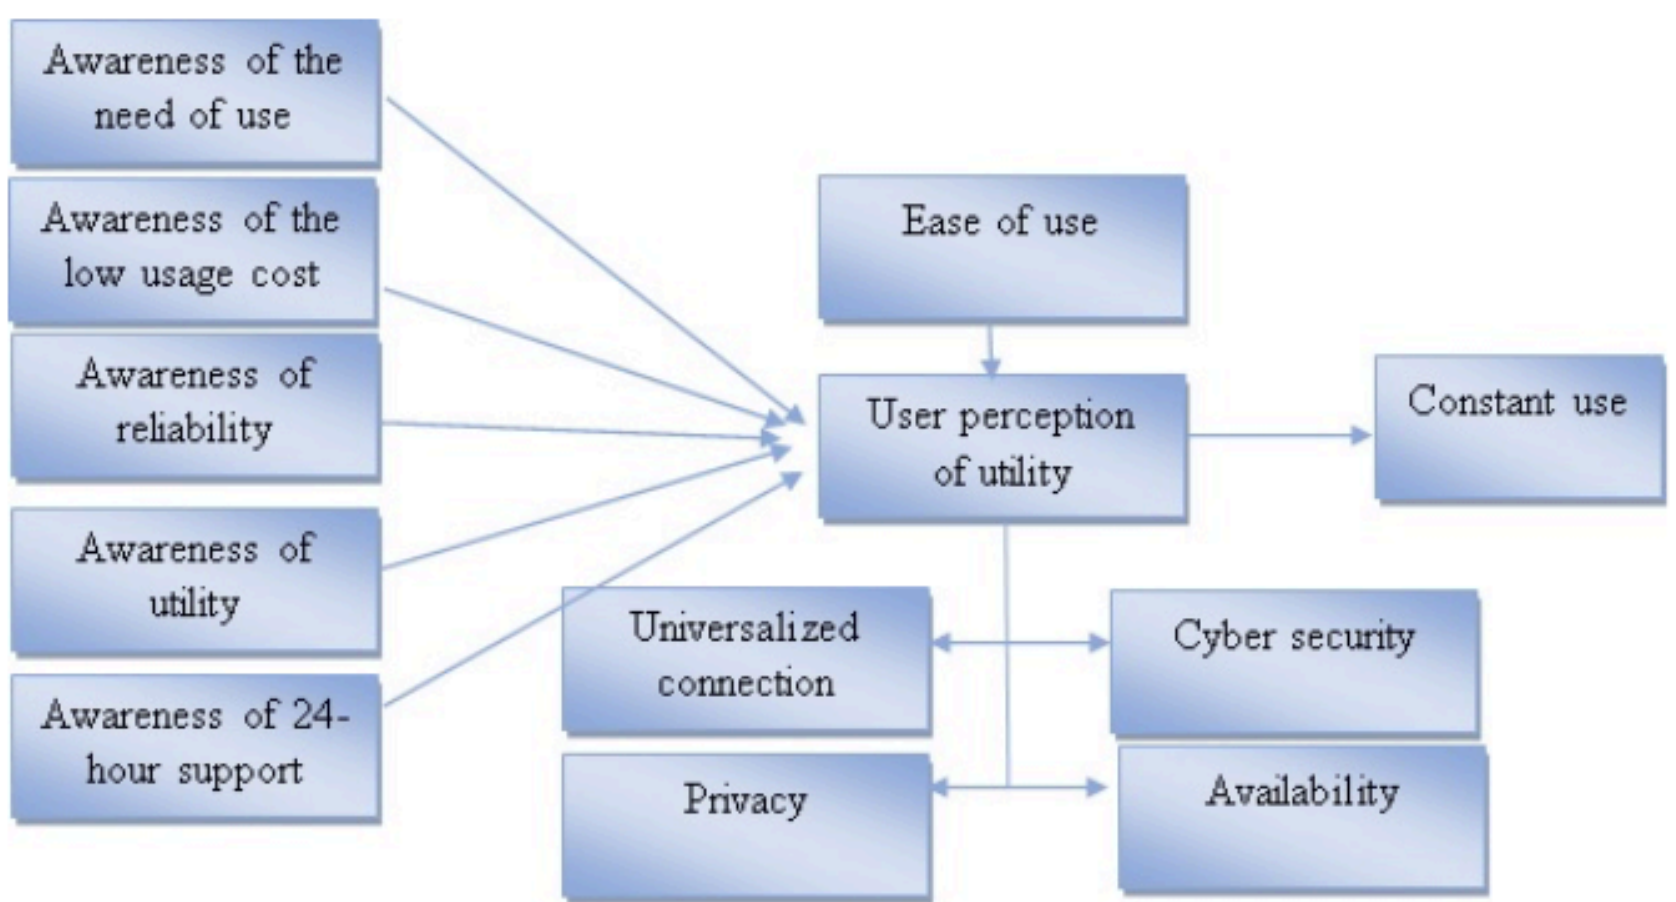 Awareness of the
need of use
Awareness of the
low usage cost
Awareness of
reliability
Awareness of
utility
Awareness of 24-
hour support
Ease of use
User perception
of utility
Constant use
Universalized
connection
Cyber security
Privacy
Availability